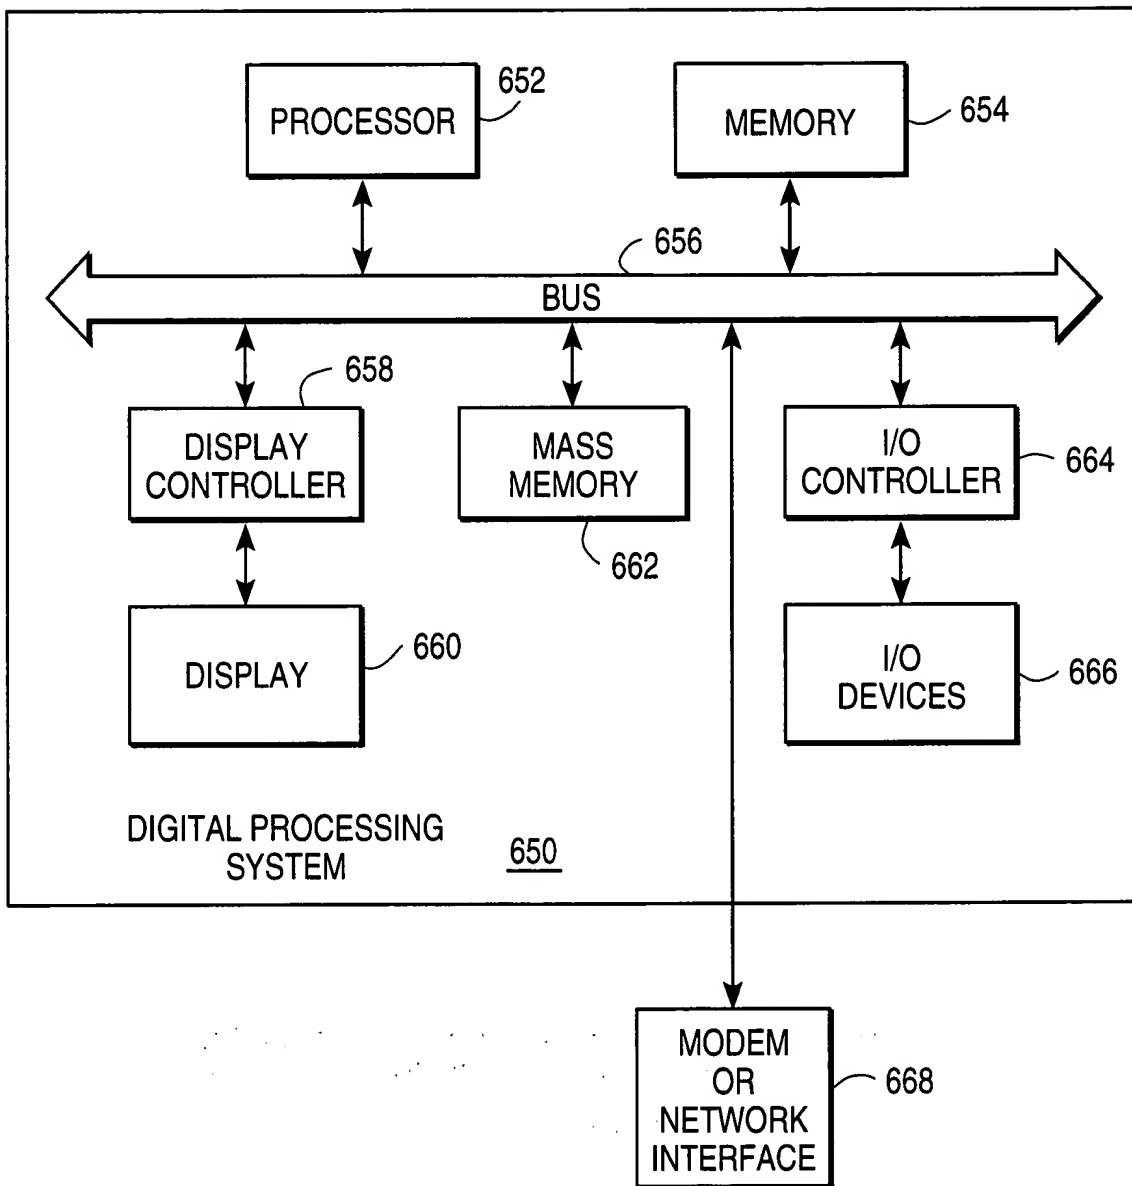 PROCESSOR
652
MEMORY
654
656
BUS
658
DISPLAY
CONTROLLER
MASS
MEMORY
662
I/O
CONTROLLER
664
DISPLAY
660
I/O
DEVICES
666
DIGITAL PROCESSING
SYSTEM
650
MODEM
OR
NETWORK
INTERFACE
668